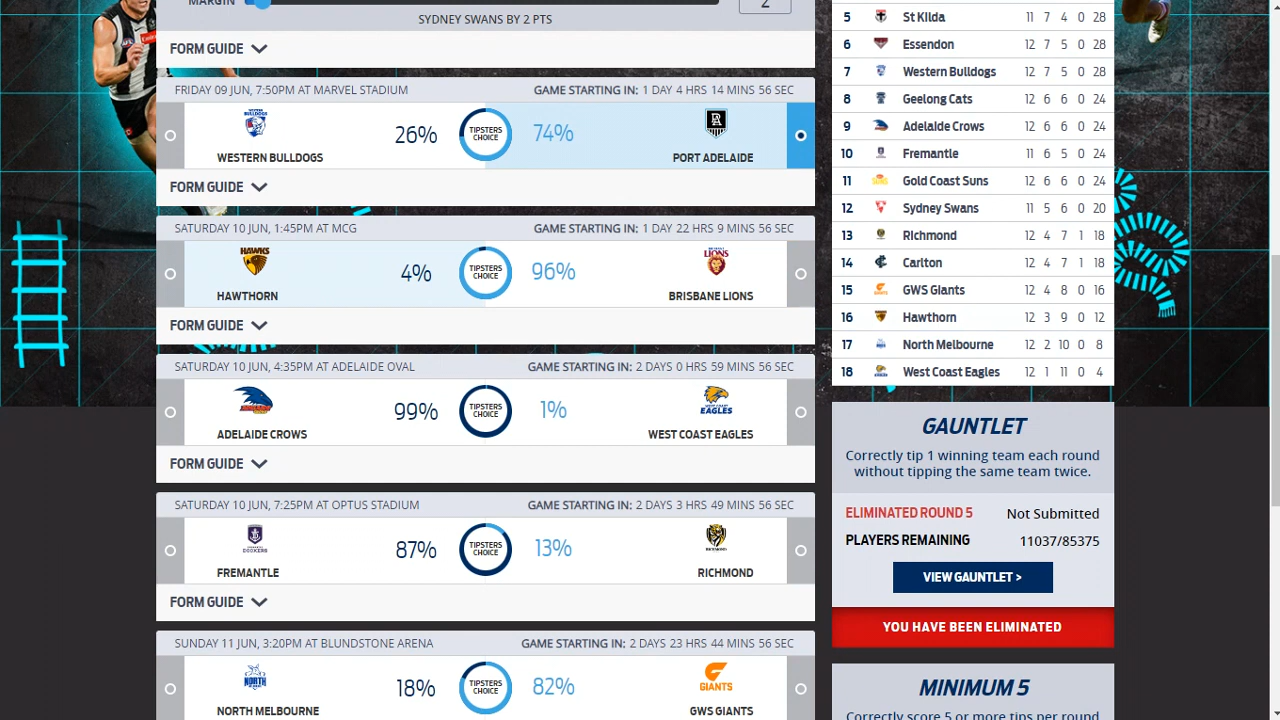 MARGIN
2
SYDNEY SWANS BY 2 PTS
FORM GUIDE
FRIDAY 09 JUN, 7:50PM AT MARVEL STADIUM GAME STARTING IN: 1 DAY 4 HRS 14 MINS 56 SEC
26% TIPSTERS CHOICE 74%
WESTERN BULLDOGS PORT ADELAIDE
FORM GUIDE
SATURDAY 10 JUN, 1:45PM AT MCG GAME STARTING IN: 1 DAY 22 HRS 9 MINS 56 SEC
HAWKS LIONS
4% TIPSTERS CHOICE 96%
HAWTHORN BRISBANE LIONS
FORM GUIDE
SATURDAY 10 JUN, 4:35PM AT ADELAIDE OVAL GAME STARTING IN: 2 DAYS 0 HRS 59 MINS 56 SEC
99% TIPSTERS CHOICE 1% EAGLES
ADELAIDE CROWS WEST COAST EAGLES
FORM GUIDE
SATURDAY 10 JUN, 7:25PM AT OPTUS STADIUM GAME STARTING IN: 2 DAYS 3 HRS 49 MINS 56 SEC
87% TIPSTERS CHOICE 13%
FREMANTLE RICHMOND
FORM GUIDE
SUNDAY 11 JUN, 3:20PM AT BLUNDSTONE ARENA GAME STARTING IN: 2 DAYS 23 HRS 44 MINS 56 SEC
NORTH 18% TIPSTERS CHOICE 82% GIANTS
NORTH MELBOURNE GWS GIANTS
5 St Kilda 11 7 4 0 28
6 Essendon 12 7 5 0 28
7 Western Bulldogs 12 7 5 0 28
8 Geelong Cats 12 6 6 0 24
9 Adelaide Crows 12 6 6 0 24
10 Fremantle 11 6 5 0 24
11 Gold Coast Suns 12 6 6 0 24
12 Sydney Swans 11 5 6 0 20
13 Richmond 12 4 7 1 18
14 Carlton 12 4 7 1 18
15 GWS Giants 12 4 8 0 16
16 Hawthorn 12 3 9 0 12
17 North Melbourne 12 2 10 0 8
18 West Coast Eagles 12 1 11 0 4
GAUNTLET
Correctly tip 1 winning team each round
without tipping the same team twice.
ELIMINATED ROUND 5 Not Submitted
PLAYERS REMAINING 11037/85375
VIEW GAUNTLET >
YOU HAVE BEEN ELIMINATED
MINIMUM 5
Correctly score 5 or more tips per round